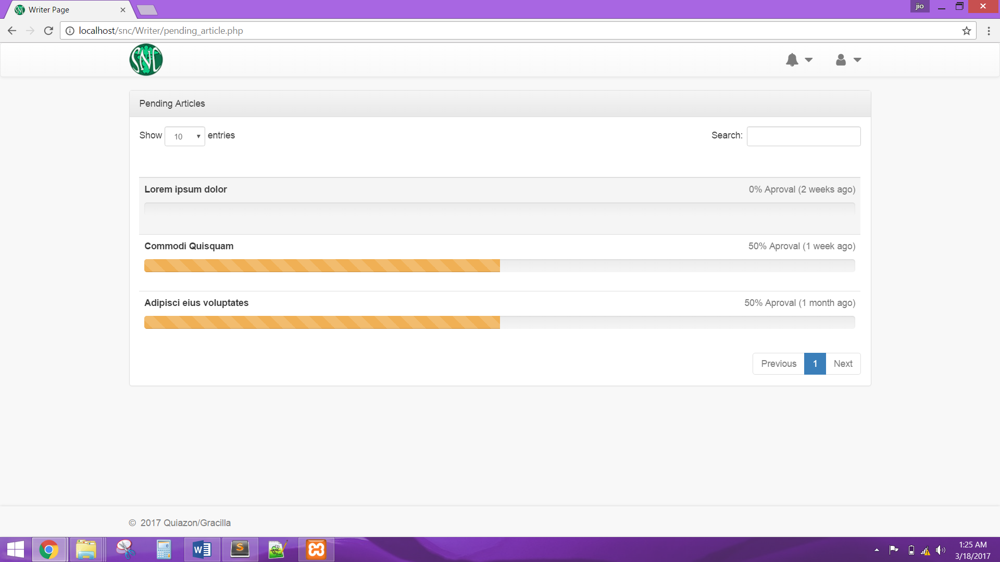 Writer Page
jio
localhost/snc/Writer/pending_article.php
SNC
Pending Articles
Show 10 entries
Search:
Lorem ipsum dolor
0% Aproval (2 weeks ago)
Commodi Quisquam
50% Aproval (1 week ago)
Adipisci eius voluptates
50% Aproval (1 month ago)
Previous 1 Next
© 2017 Quiazon/Gracilla
1:25 AM
3/18/2017